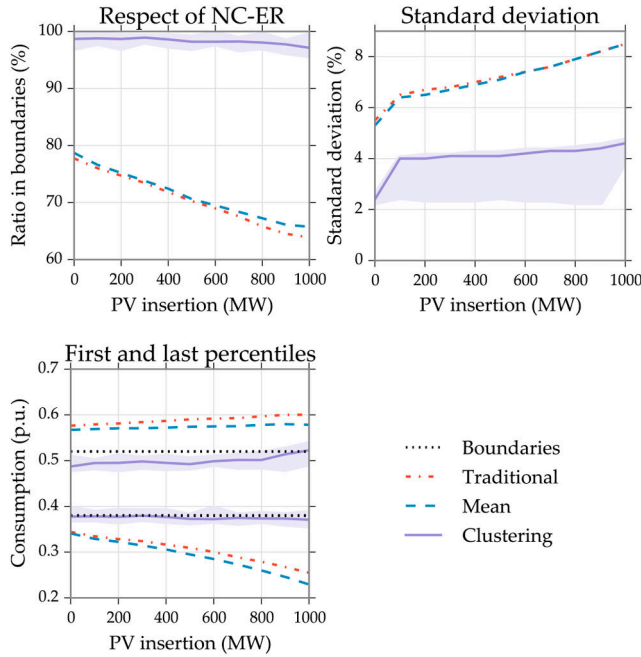 Respect of NC-ER
Ratio in boundaries (%)
100
90
80
70
60
0 200 400 600 800 1000
PV insertion (MW)
Standard deviation
Standard deviation (%)
8
6
4
2
0
0 200 400 600 800 1000
PV insertion (MW)
First and last percentiles
Consumption (p.u.)
0.7
0.6
0.5
0.4
0.3
0.2
0 200 400 600 800 1000
PV insertion (MW)
Boundaries
Traditional
Mean
Clustering